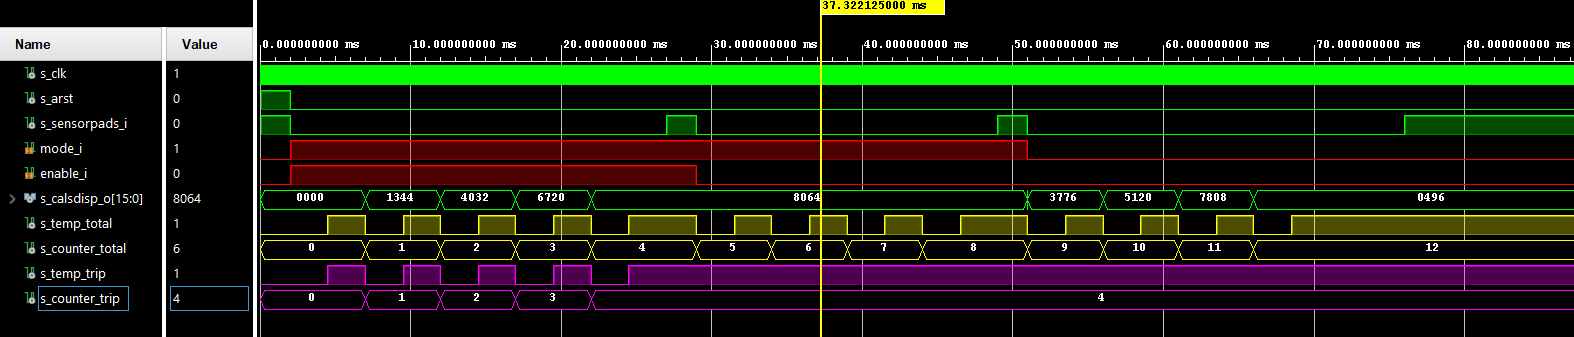 37.322125000 ms
Name Value
0.000000000 ms 10.000000000 ms 20.000000000 ms 30.000000000 ms 40.000000000 ms 50.000000000 ms 60.000000000 ms 70.000000000 ms 80.000000000 ms
s_clk 1
s_arst 0
s_sensorpads_i 0
mode_i 1
enable_i 0
s_calsdisp_o[15:0] 8064 0000 1344 4032 6720 8064 3776 5120 7808 0496
s_temp_total 1
s_counter_total 6 0 1 2 3 4 5 6 7 8 9 10 11 12
s_temp_trip 1
s_counter_trip 4 0 1 2 3 4